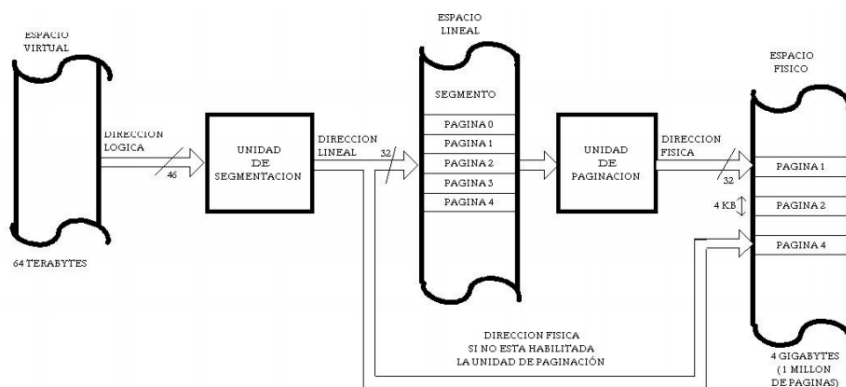 ESPACIO
VIRTUAL
DIRECCION
LOGICA
46
64 TERABYTES
UNIDAD
DE
SEGMENTACION
DIRECCION
LINEAL
32
ESPACIO
LINEAL
SEGMENTO
PAGINA 0
PAGINA 1
PAGINA 2
PAGINA 3
PAGINA 4
UNIDAD
DE
PAGINACION
DIRECCION
FISICA
32
ESPACIO
FISICO
PAGINA 1
4 KB
PAGINA 2
PAGINA 4
DIRECCION FISICA
SI NO ESTA HABILITADA
LA UNIDAD DE PAGINACIÓN
4 GIGABYTES
(1 MILLON
DE PAGINAS)